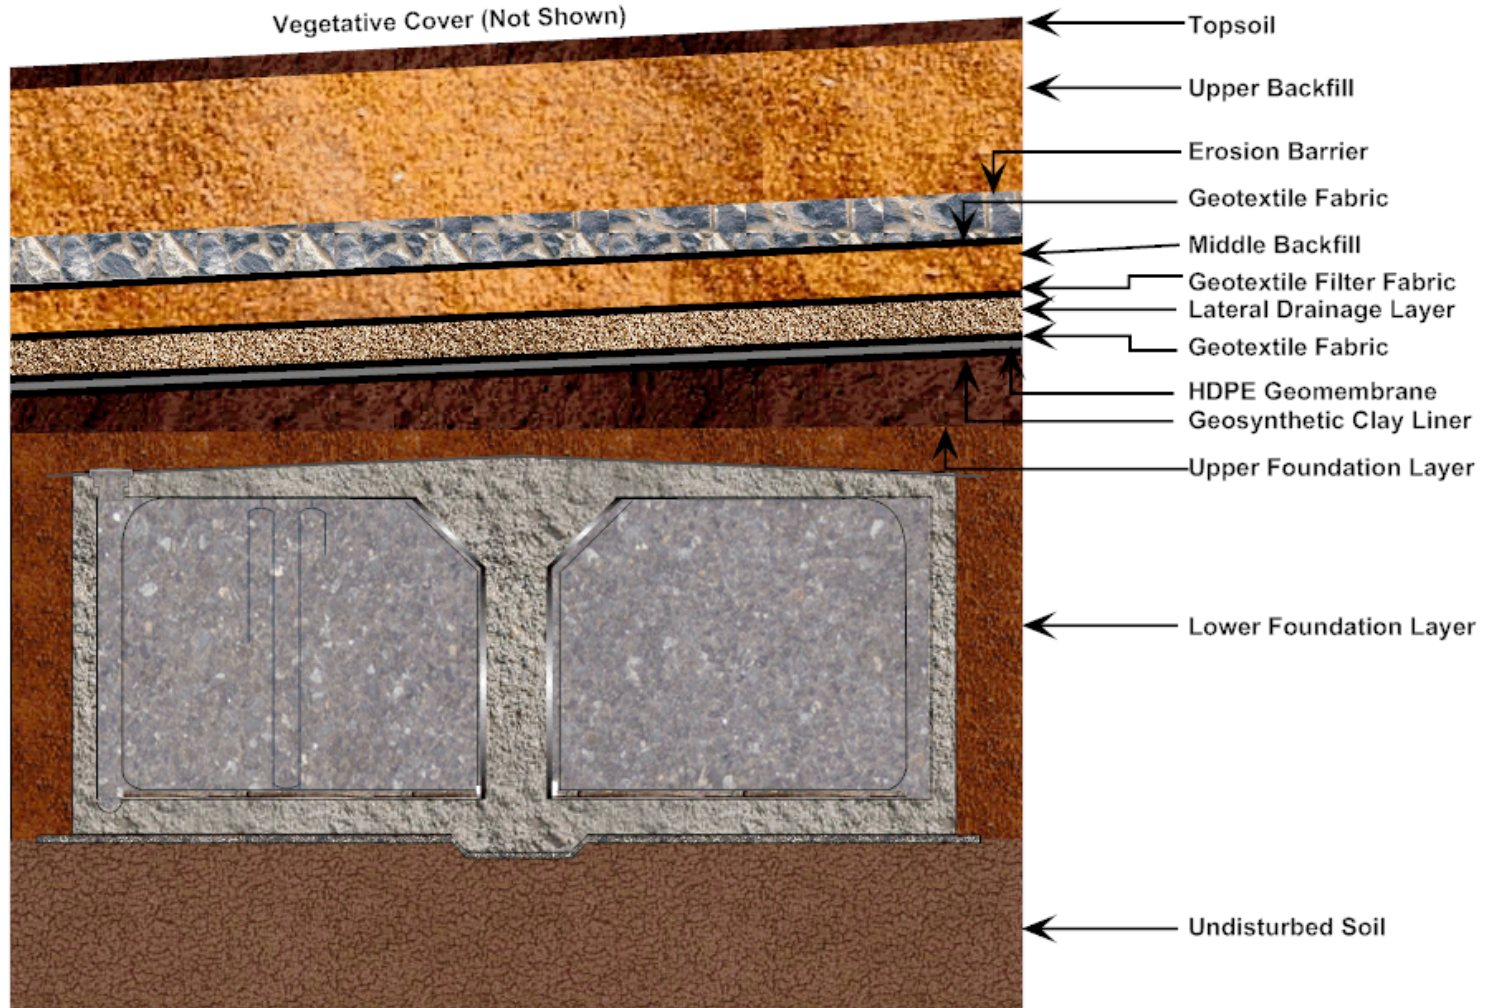 Vegetative Cover (Not Shown)
Topsoil
Upper Backfill
Erosion Barrier
Geotextile Fabric
Middle Backfill
Geotextile Filter Fabric
Lateral Drainage Layer
Geotextile Fabric
HDPE Geomembrane
Geosynthetic Clay Liner
Upper Foundation Layer
Lower Foundation Layer
Undisturbed Soil